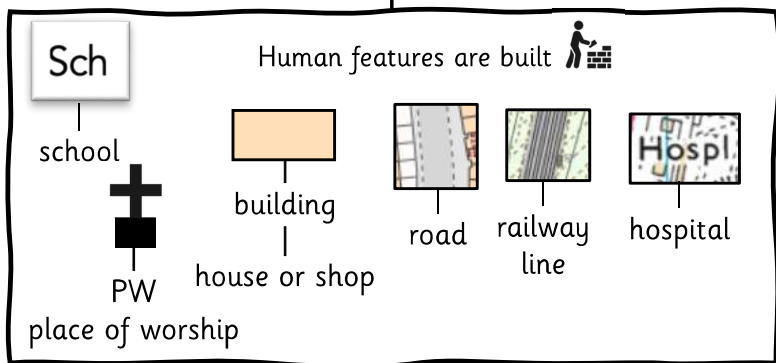 Sch
Human features are built
school
Hospl
building
road
railway
line
hospital
house or shop
PW
place of worship